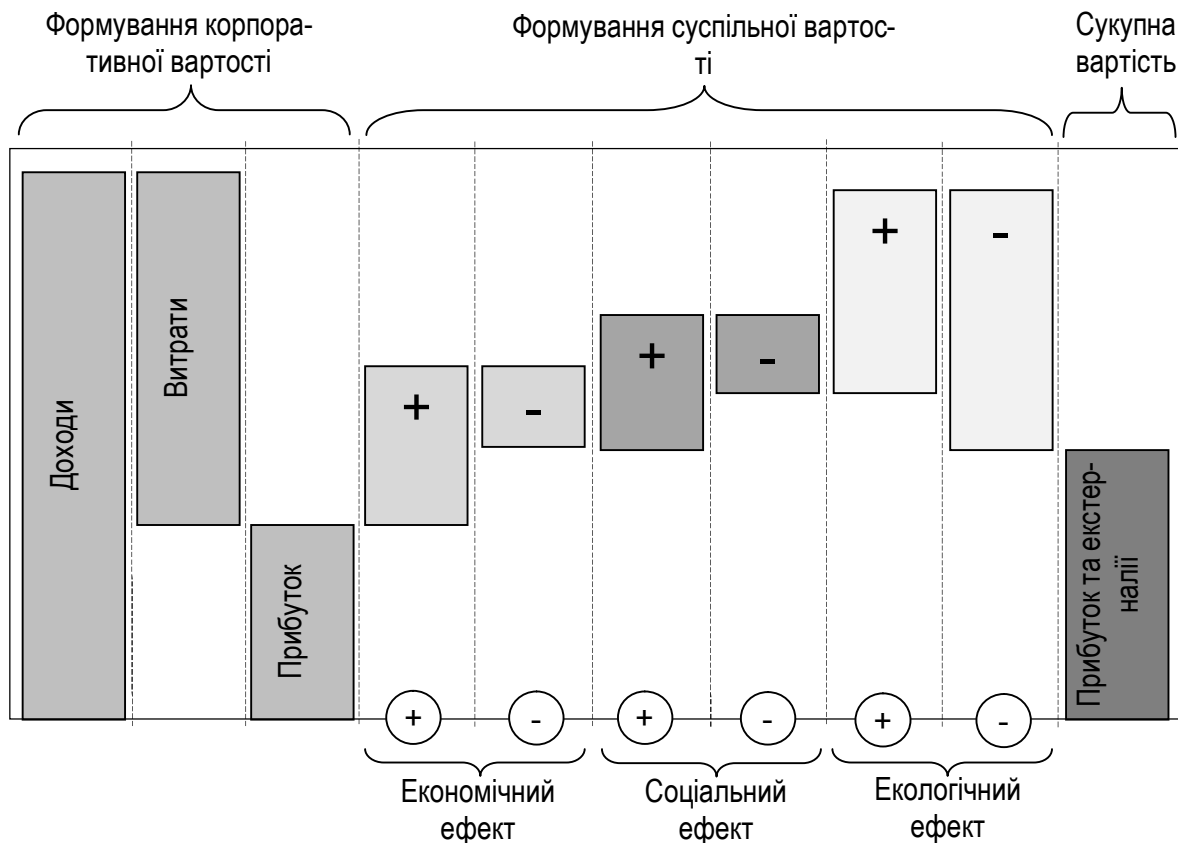 Формування корпора-
тивної вартості
Формування суспільної вартос-
ті
Сукупна
вартість
Доходи
Витрати
Прибуток
+
-
+
-
+
-
Прибуток та екстер-
налії
+
-
+
-
+
-
Економічний
ефект
Соціальний
ефект
Екологічний
ефект